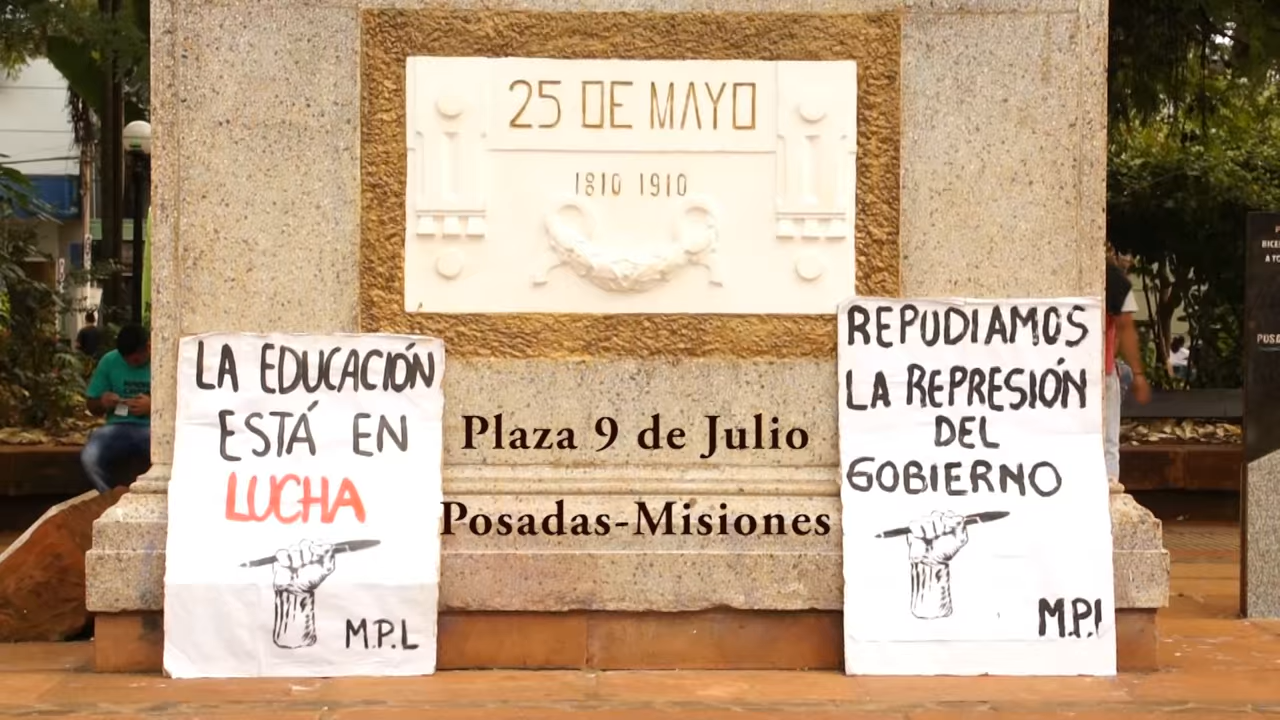 25 DE MAYO
1810 1910
LA EDUCACIÓN
ESTÁ EN
LUCHA
M.P.L
Plaza 9 de Julio
Posadas-Misiones
REPUDIAMOS
LA REPRESIÓN
DEL
GOBIERNO
M.P.